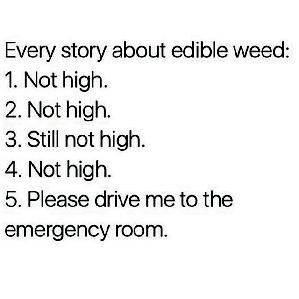 Every story about edible weed:
1. Not high.
2. Not high.
3. Still not high.
4. Not high.
5. Please drive me to the
emergency room.